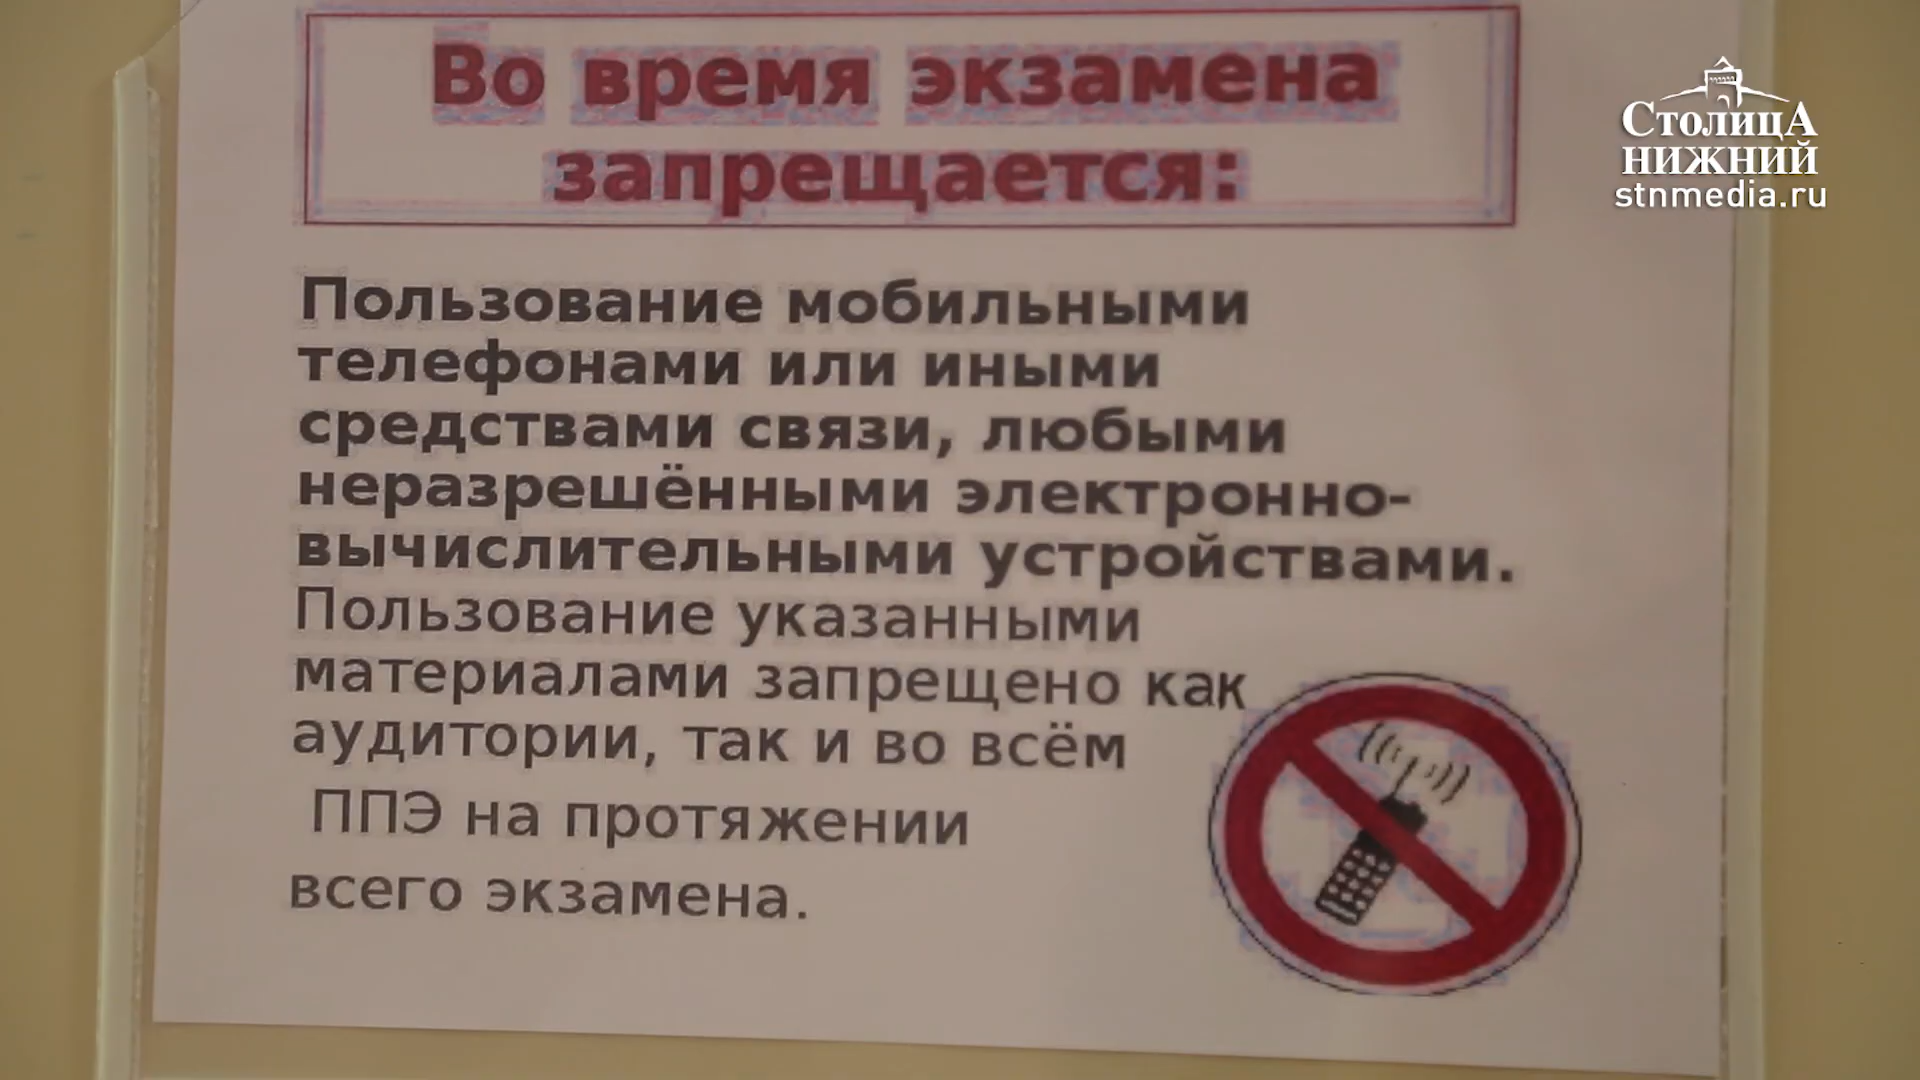 Во время экзамена
запрещается:
СтолицА
нижний
stnmedia.ru
Пользование мобильными
телефонами или иными
средствами связи, любыми
неразрешёнными электронно-
вычислительными устройствами.
Пользование указанными
материалами запрещено как
аудитории, так и во всём
ППЭ на протяжении
всего экзамена.